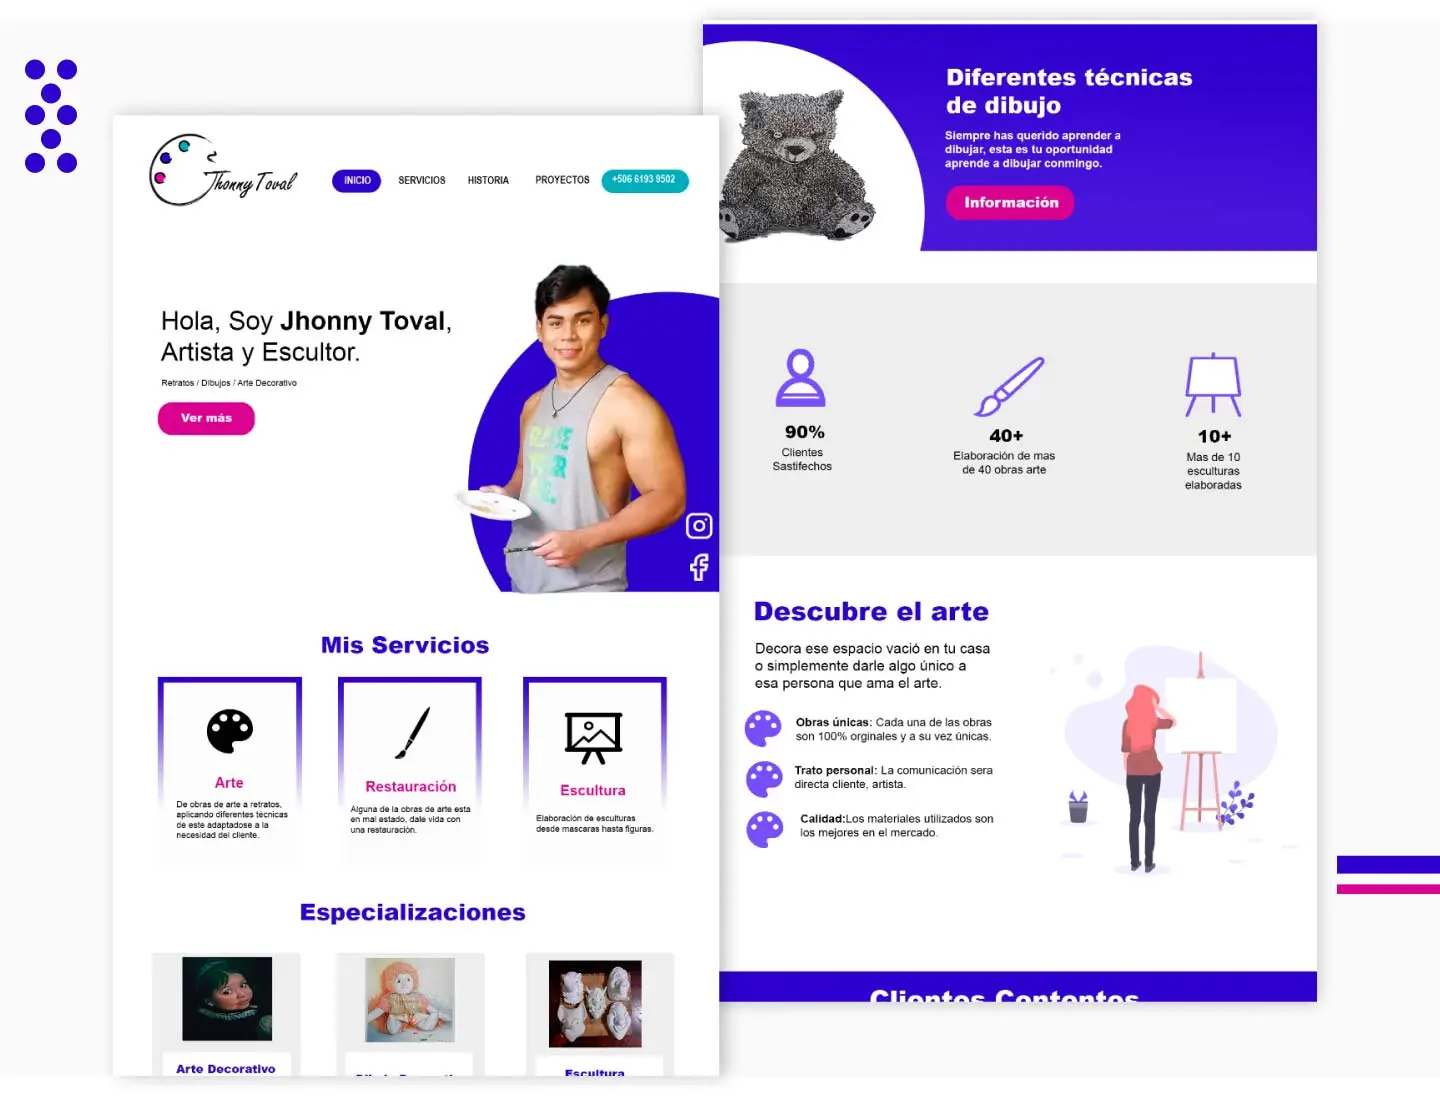 Jhonny Toval
INICIO
SERVICIOS
HISTORIA
PROYECTOS
+506 6193 9502
Hola, Soy Jhonny Toval,
Artista y Escultor.
Retratos / Dibujos / Arte Decorativo
Ver más
Mis Servicios
Arte
De obras de arte a retratos,
aplicando diferentes técnicas
de este adaptadose a la
necesidad del cliente.
Restauración
Alguna de la obras de arte esta
en mal estado, dale vida con
una restauración.
Escultura
Elaboración de esculturas
desde mascaras hasta figuras.
Especializaciones
Arte Decorativo
Escultura
Diferentes técnicas
de dibujo
Siempre has querido aprender a
dibujar, esta es tu oportunidad
aprende a dibujar conmingo.
Información
90%
Clientes
Sastifechos
40+
Elaboración de mas
de 40 obras arte
10+
Mas de 10
esculturas
elaboradas
Descubre el arte
Decora ese espacio vació en tu casa
o simplemente darle algo único a
esa persona que ama el arte.
Obras únicas: Cada una de las obras
son 100% orginales y a su vez únicas.
Trato personal: La comunicación sera
directa cliente, artista.
Calidad:Los materiales utilizados son
los mejores en el mercado.
Clientes Contentos